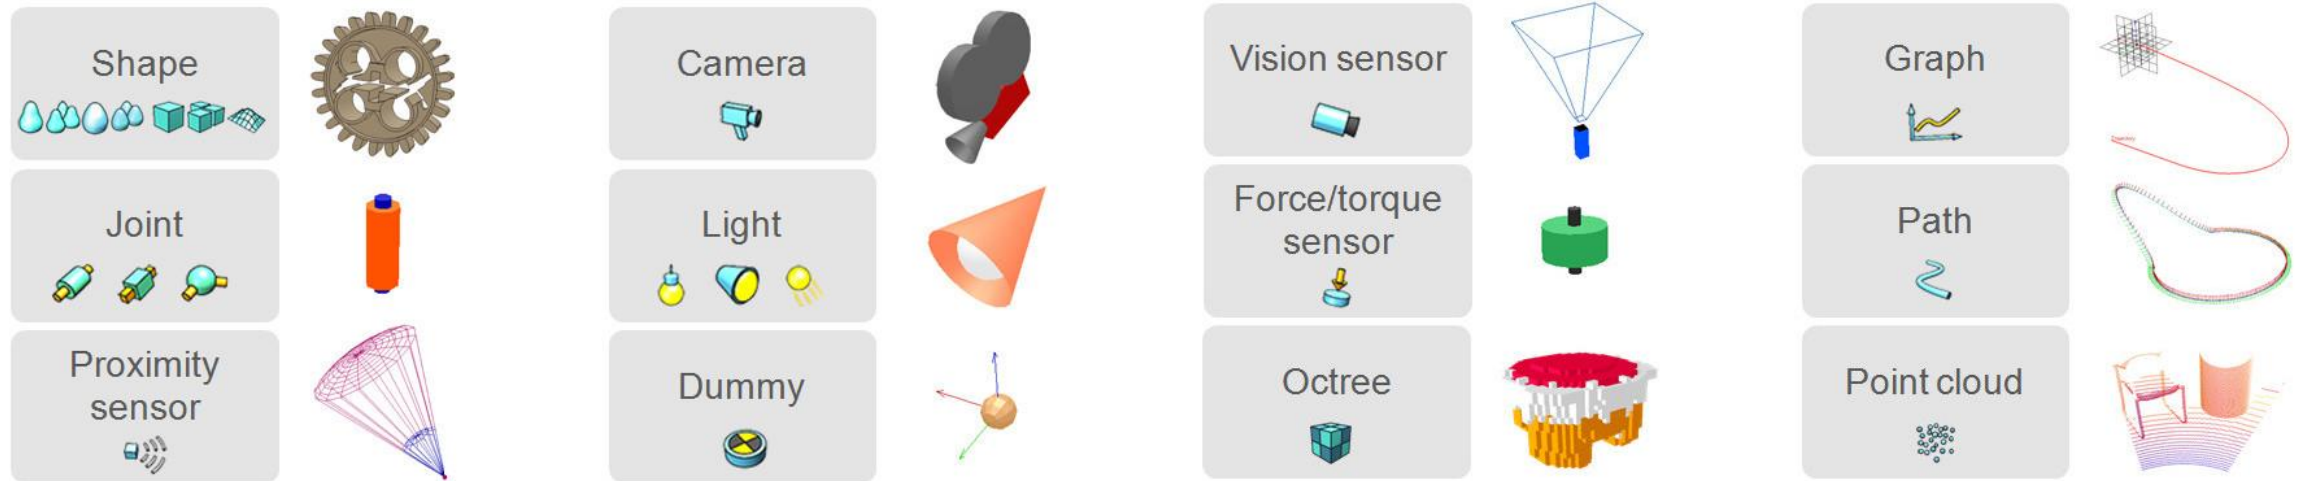 Shape
Joint
Proximity
sensor
Camera
Light
Dummy
Vision sensor
Force/torque
sensor
Octree
Graph
Path
Point cloud